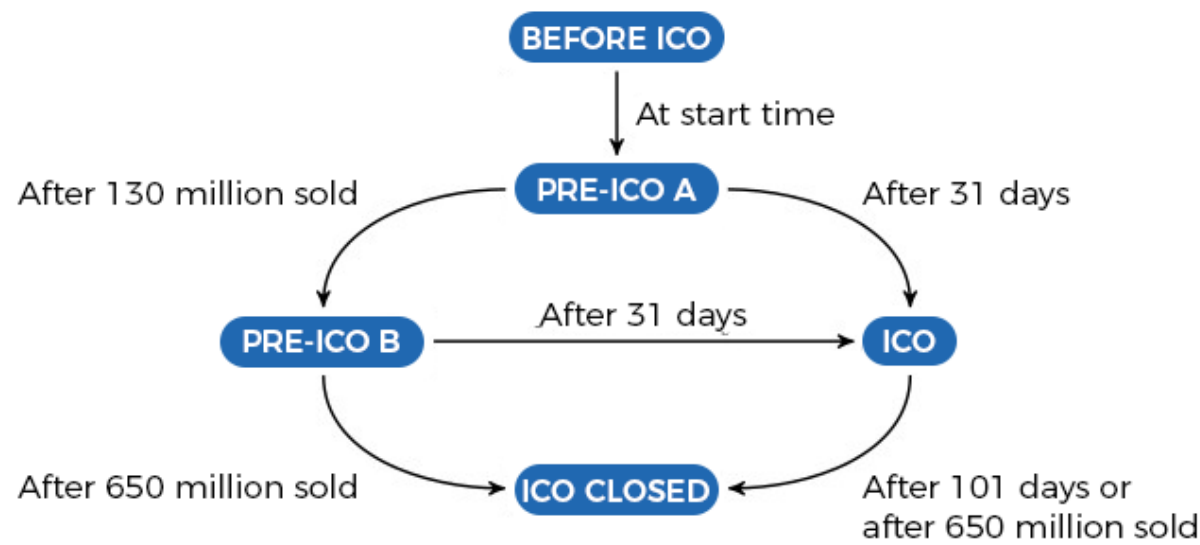 BEFORE ICO
At start time
PRE-ICO A
After 130 million sold
After 31 days
After 31 days
PRE-ICO B
ICO
After 650 million sold
ICO CLOSED
After 101 days or
after 650 million sold